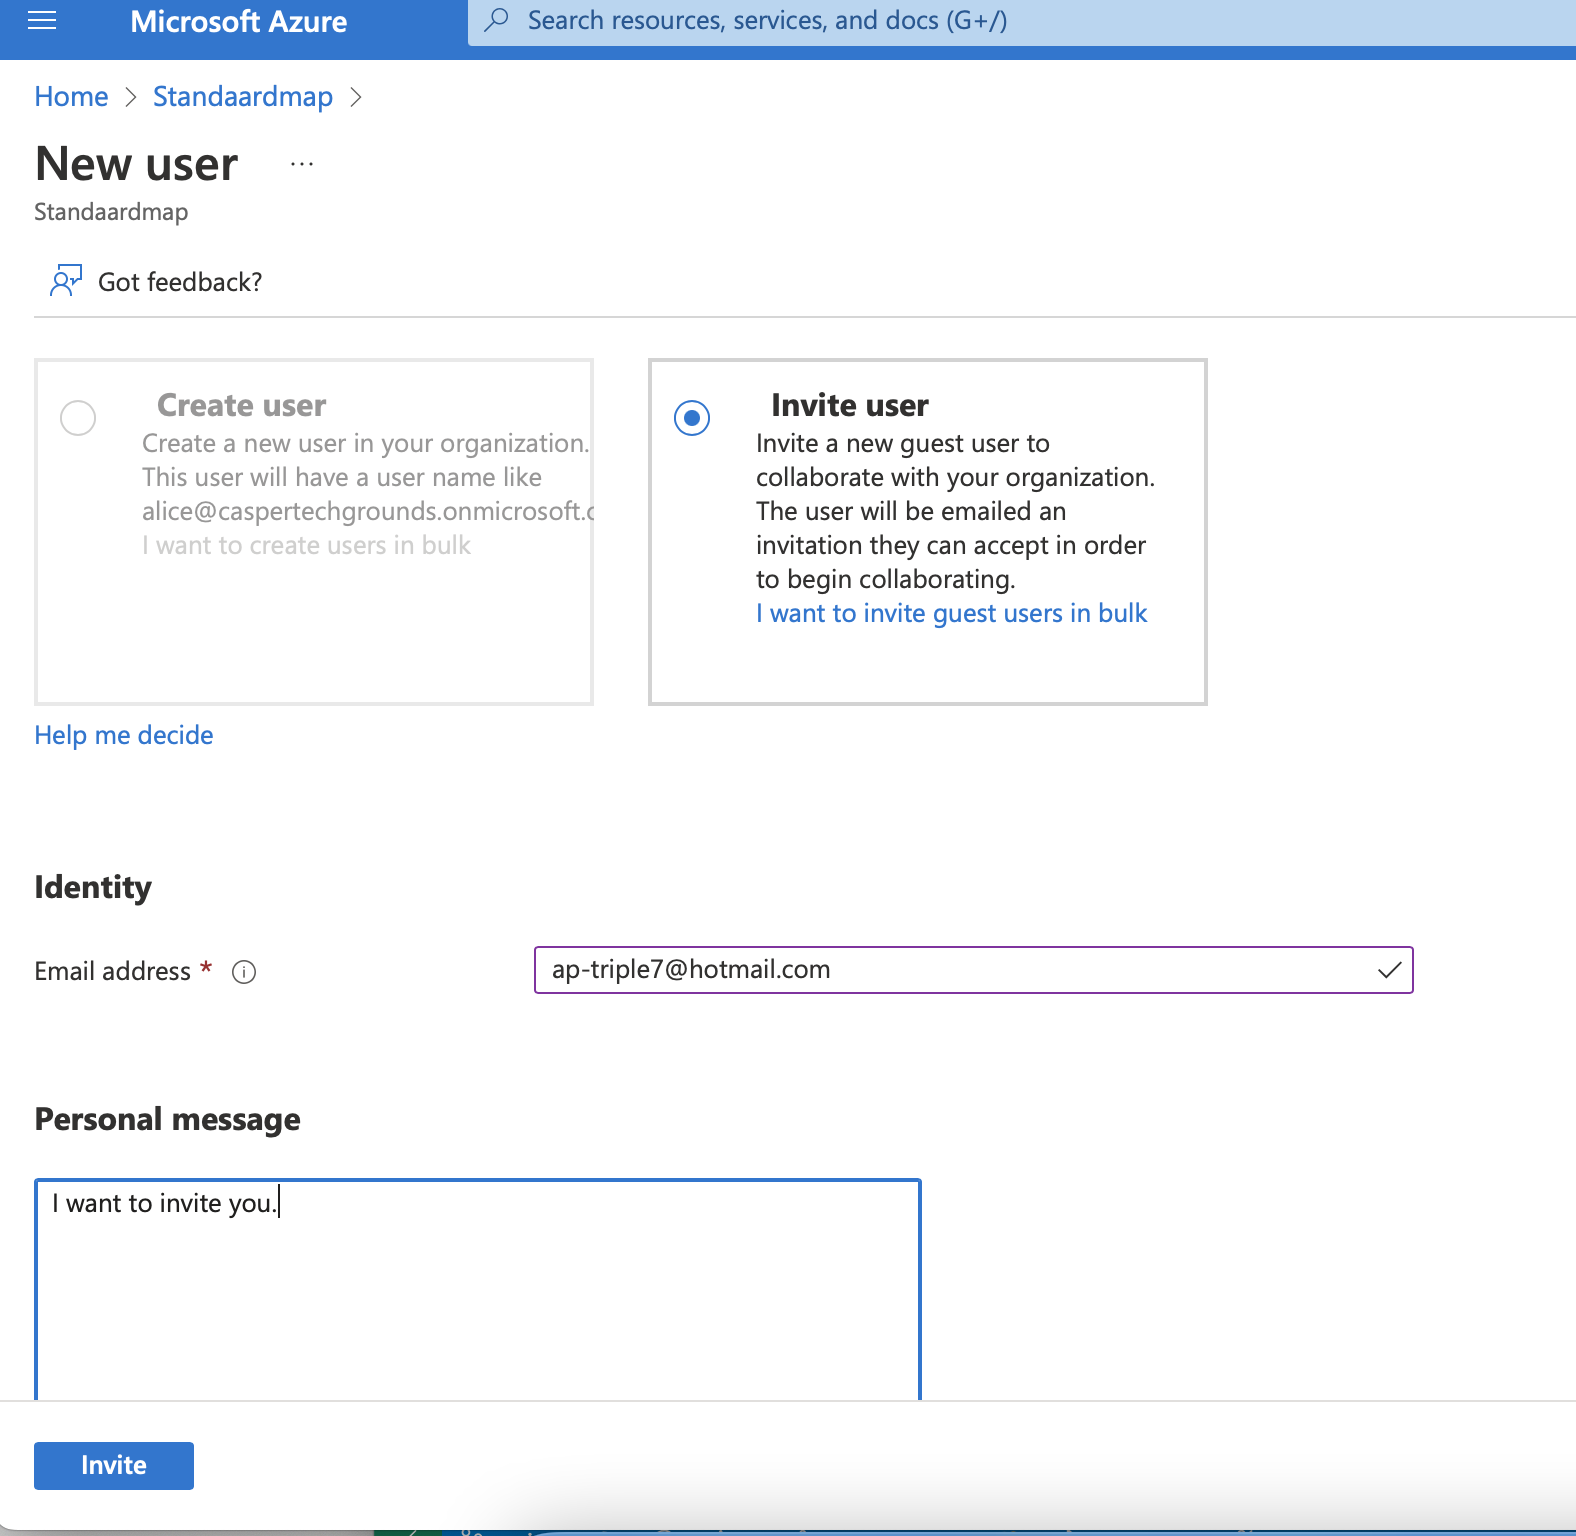 Microsoft Azure
Search resources, services, and docs (G+/)
Home > Standaardmap >
New user ...
Standaardmap
Got feedback?
Create user
Create a new user in your organization.
This user will have a user name like
alice@caspertechgrounds.onmicrosoft.c
I want to create users in bulk
Invite user
Invite a new guest user to
collaborate with your organization.
The user will be emailed an
invitation they can accept in order
to begin collaborating.
I want to invite guest users in bulk
Help me decide
Identity
Email address *
ap-triple7@hotmail.com
Personal message
I want to invite you.
Invite